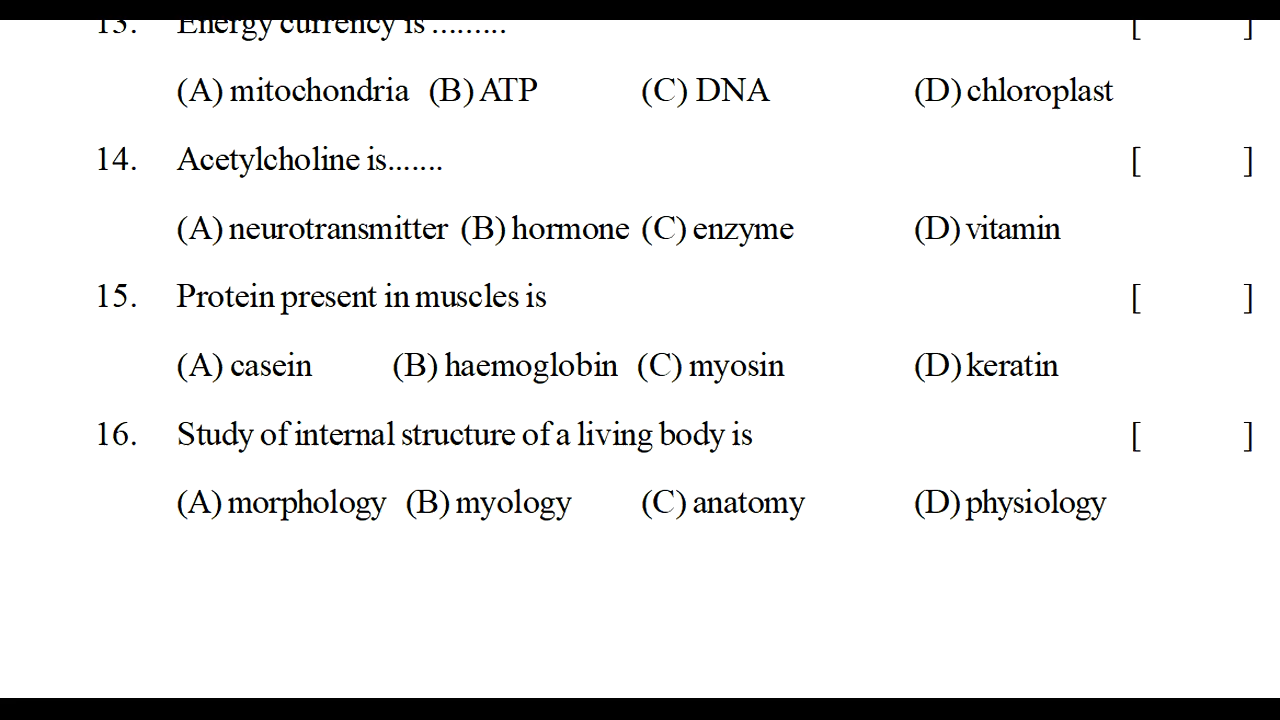 13. Energy currency is ......... [ ]
(A) mitochondria (B) ATP (C) DNA (D) chloroplast
14. Acetylcholine is....... [ ]
(A) neurotransmitter (B) hormone (C) enzyme (D) vitamin
15. Protein present in muscles is [ ]
(A) casein (B) haemoglobin (C) myosin (D) keratin
16. Study of internal structure of a living body is [ ]
(A) morphology (B) myology (C) anatomy (D) physiology